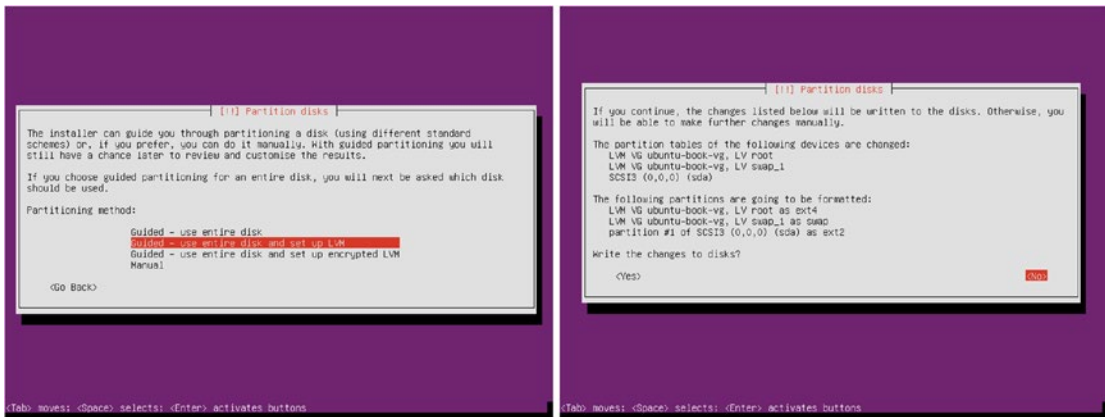 [!!] Partition disks
The installer can guide you through partitioning a disk (using different standard
schemes) or, if you prefer, you can do it manually. With guided partitioning you will
still have a chance later to review and customise the results.
If you choose guided partitioning for an entire disk, you will next be asked which disk
should be used.
Partitioning method:
Guided - use entire disk
Guided - use entire disk and set up LVM
Guided - use entire disk and set up encrypted LVM
Manual
<Go Back>
<Tab> moves; <Space> selects; <Enter> activates buttons
[!!] Partition disks
If you continue, the changes listed below will be written to the disks. Otherwise, you
will be able to make further changes manually.
The partition tables of the following devices are changed:
LVM VG ubuntu-book-vg, LV root
LVM VG ubuntu-book-vg, LV swap_1
SCSI3 (0,0,0) (sda)
The following partitions are going to be formatted:
LVM VG ubuntu-book-vg, LV root as ext4
LVM VG ubuntu-book-vg, LV swap_1 as swap
partition #1 of SCSI3 (0,0,0) (sda) as ext2
Write the changes to disks?
<Yes>
<No>
<Tab> moves; <Space> selects; <Enter> activates buttons